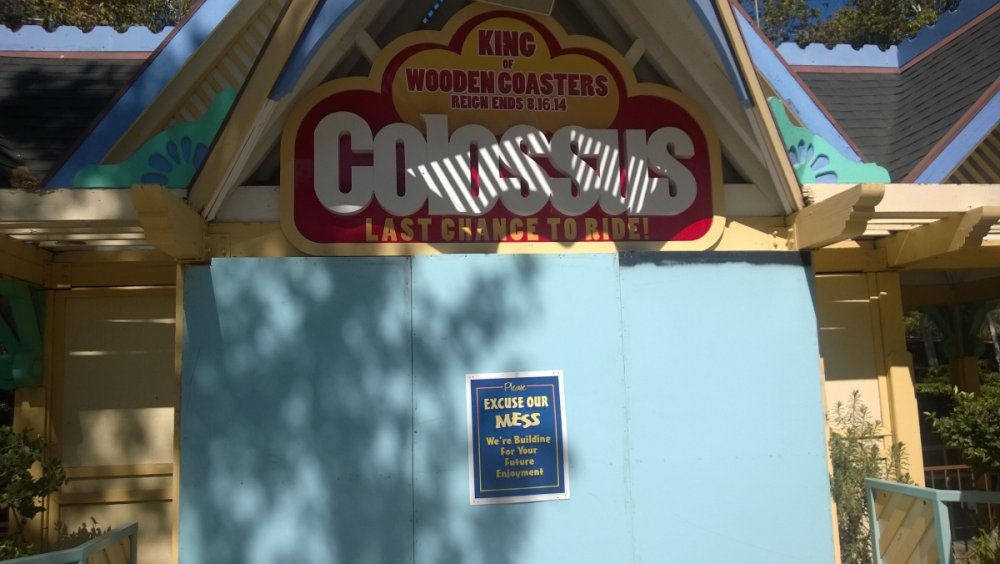 KING
OF
WOODEN COASTERS
REIGN ENDS 8.16.14
COLOSSUS
LAST CHANCE TO RIDE!
Please
EXCUSE OUR
MESS
We're Building
For Your
Future
Enjoyment